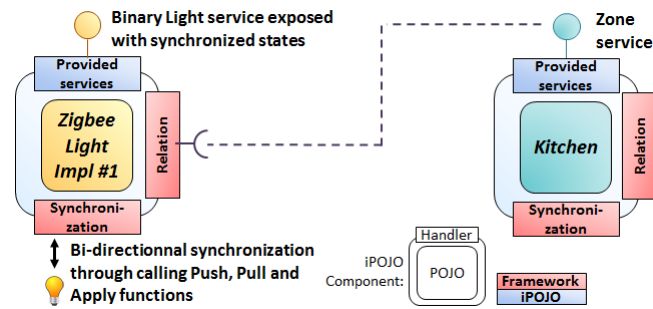 Binary Light service exposed
with synchronized states
Zone
service
Provided
services
Zigbee
Light
Impl #1
Relation
Synchroni-
zation
Provided
services
Kitchen
Relation
Synchroni-
zation
Bi-directionnal synchronization
through calling Push, Pull and
Apply functions
iPOJO
Component:
Handler
POJO
Framework
iPOJO